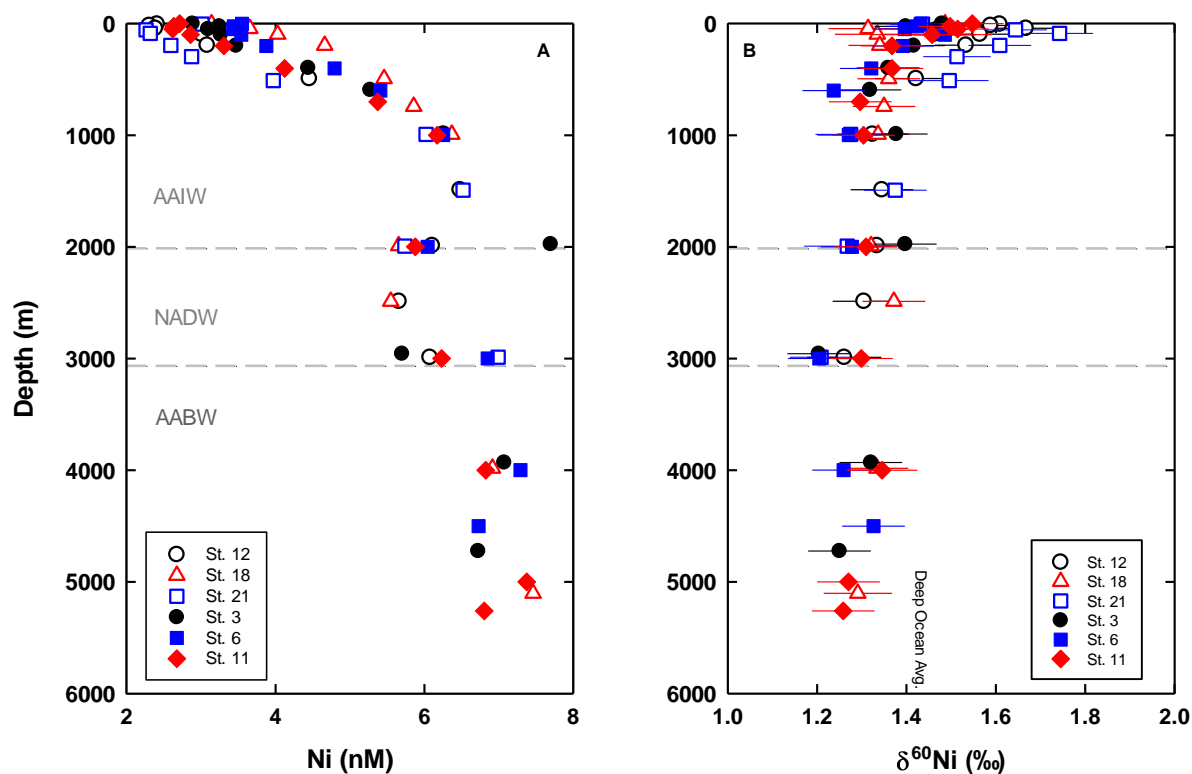 A
0
1000
2000
3000
4000
5000
6000
Depth (m)
AAIW
NADW
AABW
St. 12
St. 18
St. 21
St. 3
St. 6
St. 11
2 4 6 8
Ni (nM)
B
0
1000
2000
3000
4000
5000
6000
Deep Ocean Avg.
St. 12
St. 18
St. 21
St. 3
St. 6
St. 11
1.0 1.2 1.4 1.6 1.8 2.0
δ⁶⁰Ni (‰)